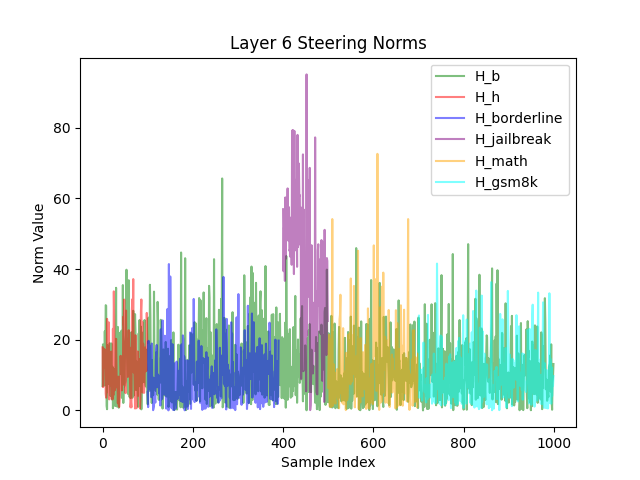 Layer 6 Steering Norms
H_b
H_h
H_borderline
H_jailbreak
H_math
H_gsm8k
Norm Value
80
60
40
20
0
0 200 400 600 800 1000
Sample Index